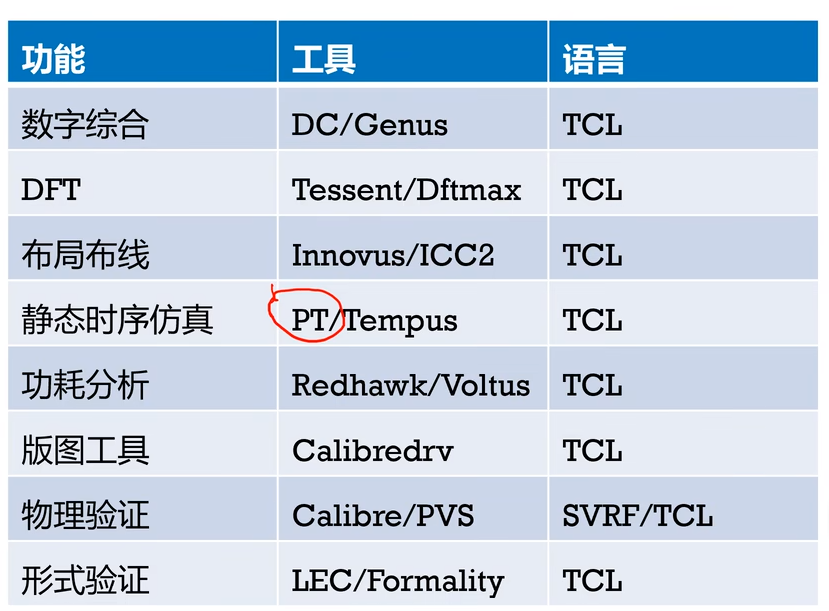 功能 工具 语言
数字综合 DC/Genus TCL
DFT Tessent/Dftmax TCL
布局布线 Innovus/ICC2 TCL
静态时序仿真 PT/Tempus TCL
功耗分析 Redhawk/Voltus TCL
版图工具 Calibredrv TCL
物理验证 Calibre/PVS SVRF/TCL
形式验证 LEC/Formality TCL